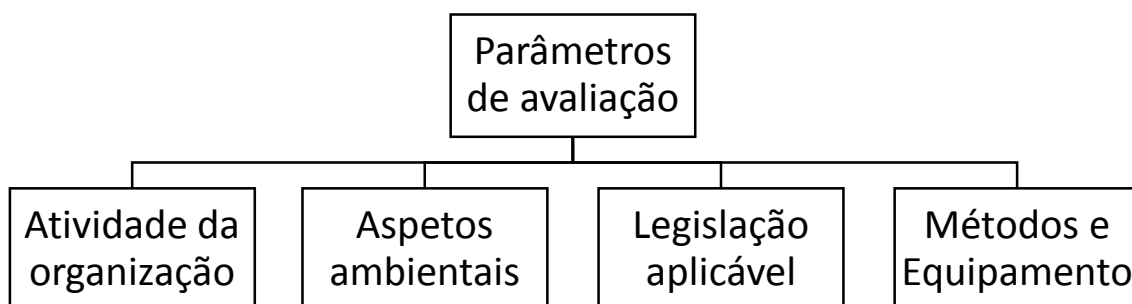 Parâmetros
de avaliação
Atividade da
organização
Aspetos
ambientais
Legislação
aplicável
Métodos e
Equipamento